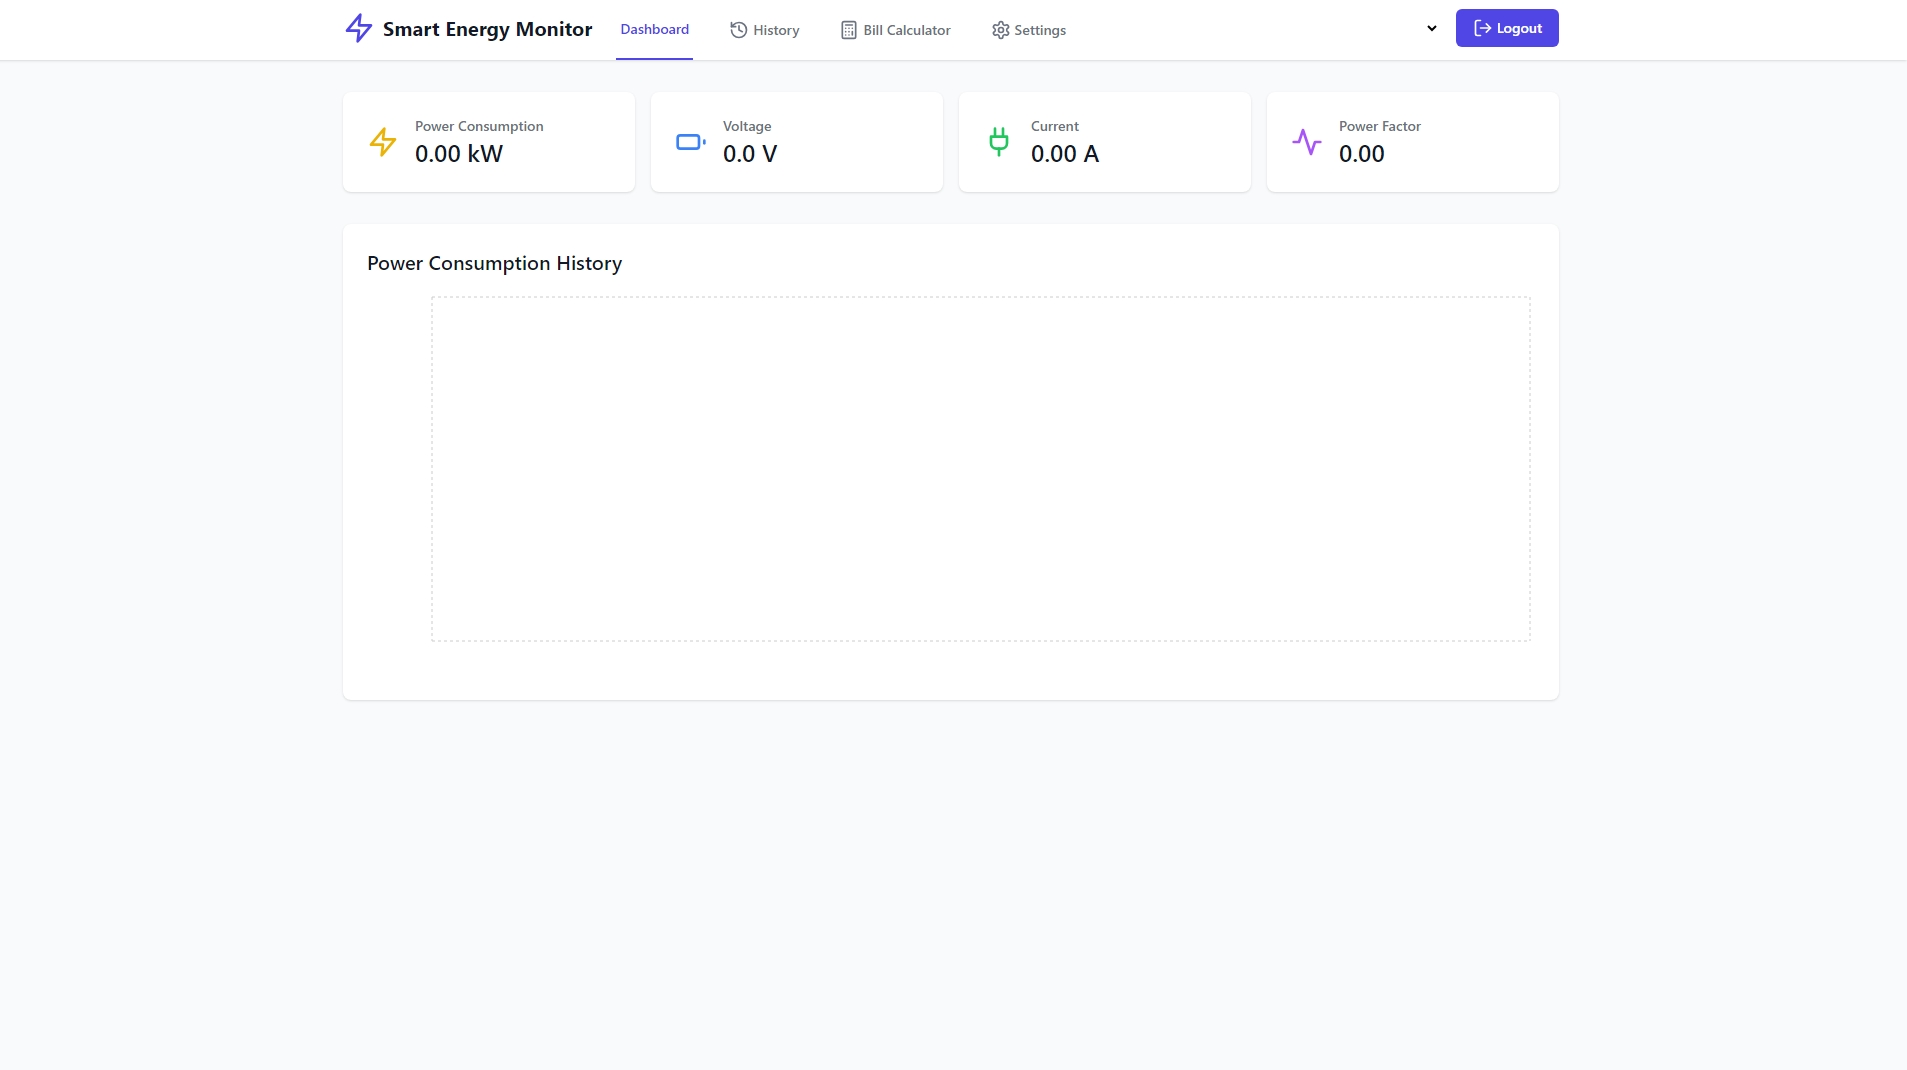 Smart Energy Monitor
Dashboard
History
Bill Calculator
Settings
Logout
Power Consumption
0.00 kW
Voltage
0.0 V
Current
0.00 A
Power Factor
0.00
Power Consumption History